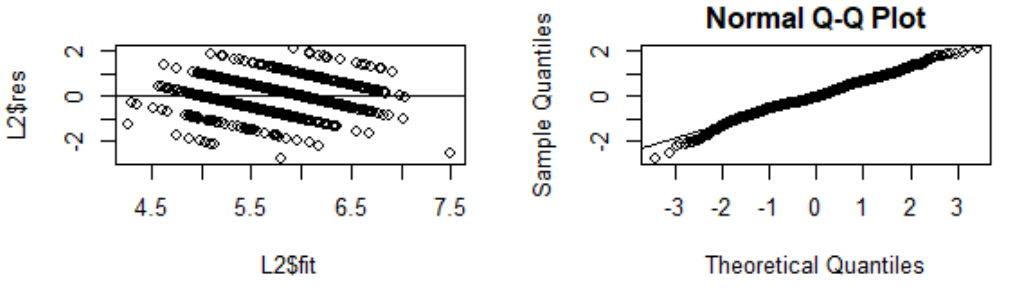 L2$res
2
0
-2
4.5 5.5 6.5 7.5
L2$fit
Normal Q-Q Plot
Sample Quantiles
2
0
-2
-3 -2 -1 0 1 2 3
Theoretical Quantiles